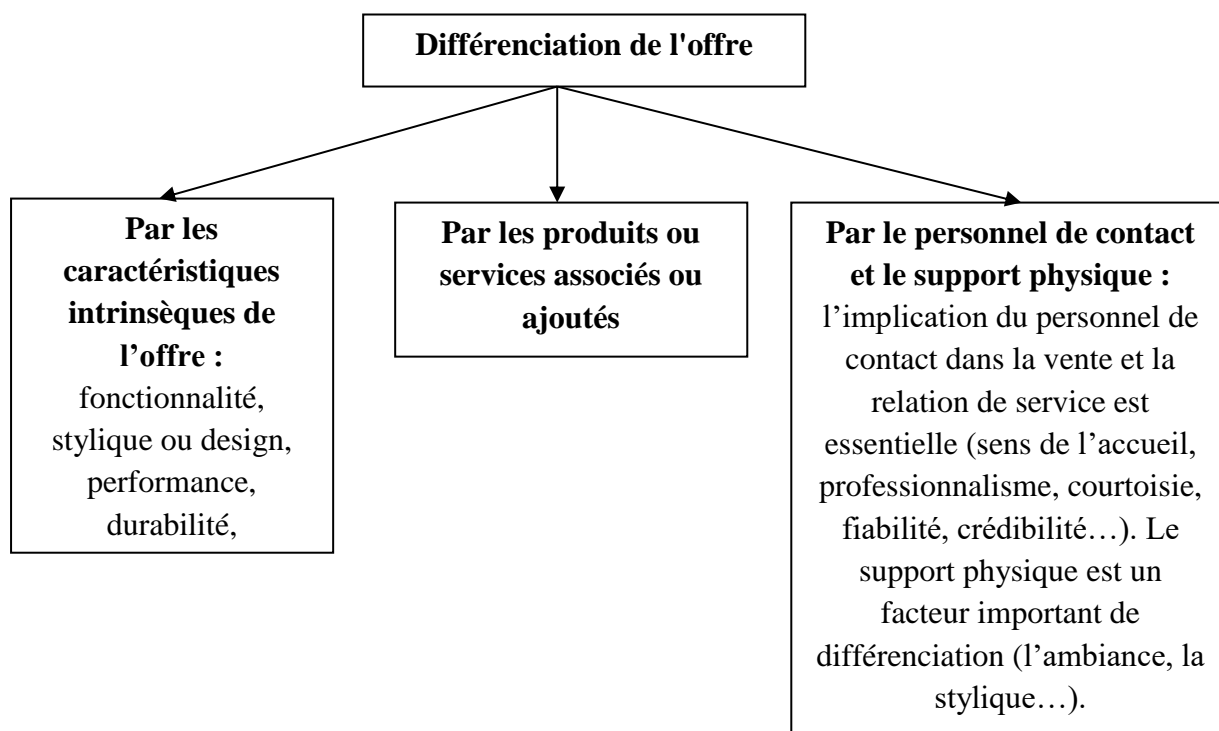 Différenciation de l'offre
Par les
caractéristiques
intrinsèques de
l’offre :
fonctionnalité,
stylique ou design,
performance,
durabilité,
Par les produits ou
services associés ou
ajoutés
Par le personnel de contact
et le support physique :
l’implication du personnel de
contact dans la vente et la
relation de service est
essentielle (sens de l’accueil,
professionnalisme, courtoisie,
fiabilité, crédibilité…). Le
support physique est un
facteur important de
différenciation (l’ambiance, la
stylique…).